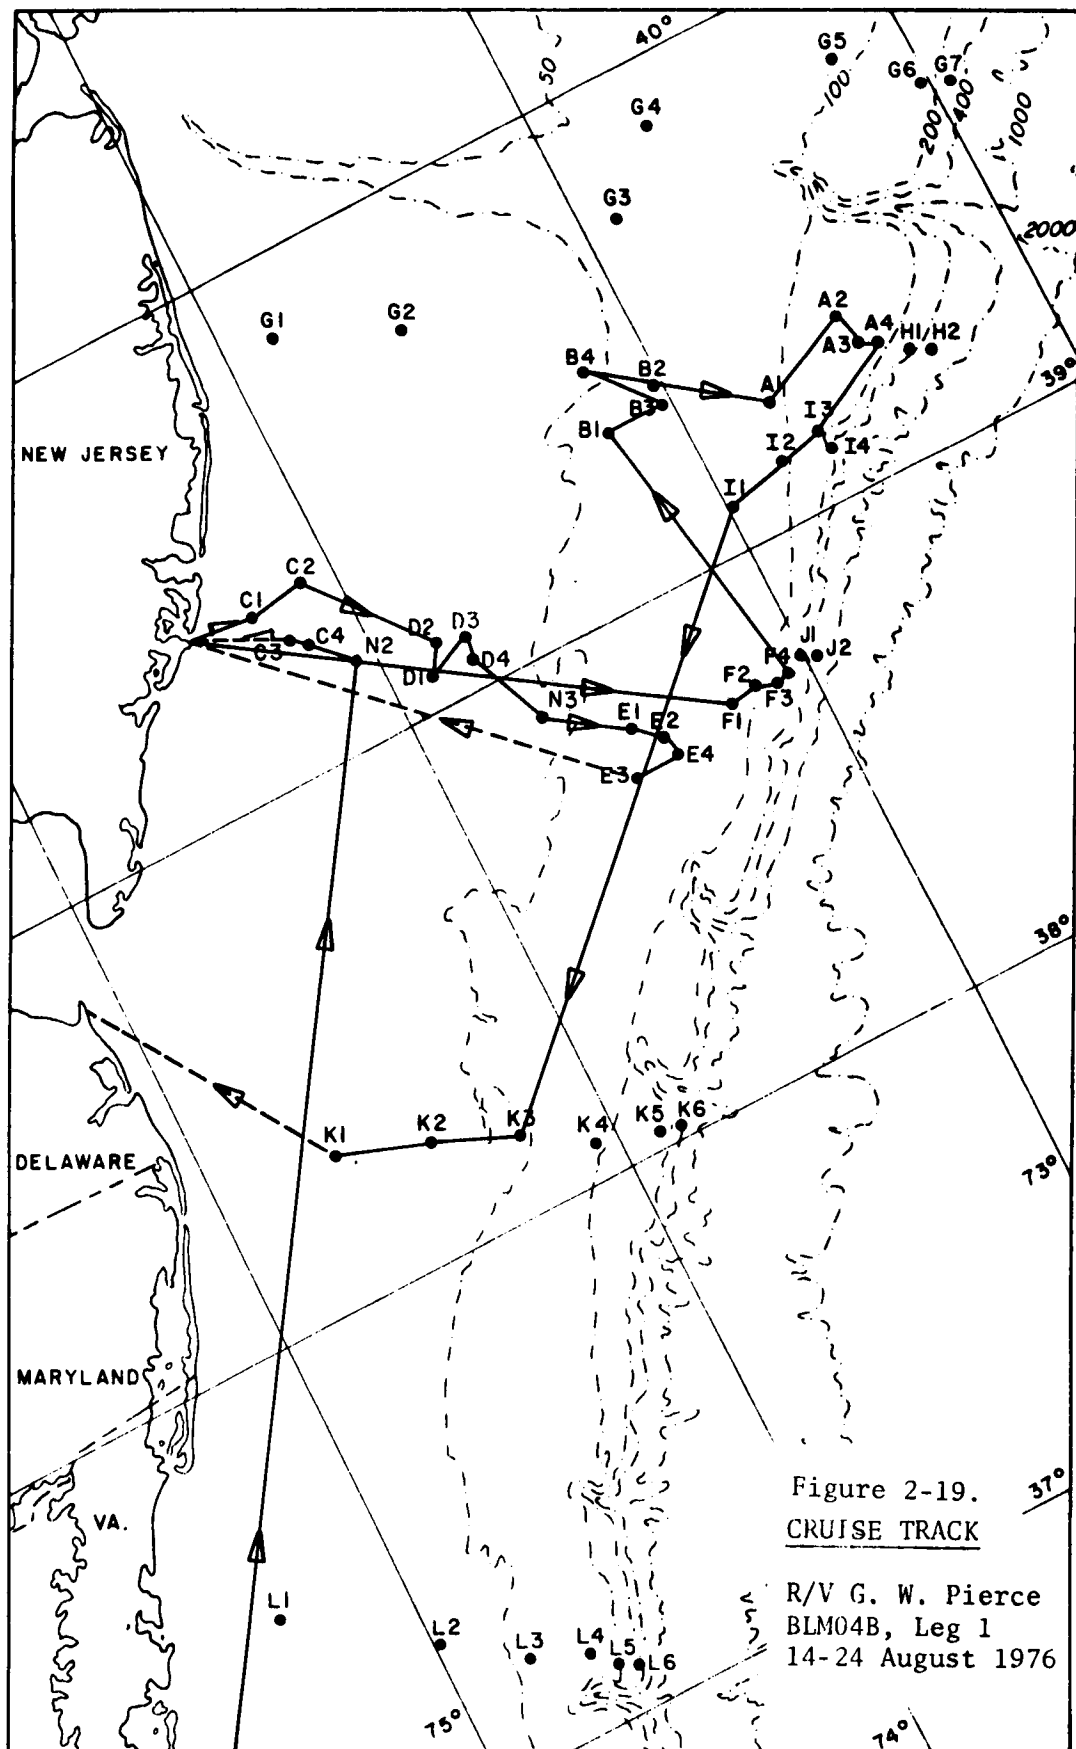 40°
G5
50
100
G6
G7
G4
200
400
1000
G3
2000
A2
G1
G2
A3
A4
H1/H2
B4
B2
39°
B3
A1
B1
I3
NEW JERSEY
I2
I4
I1
C2
C1
D2
D3
C3
C4
N2
D4
J1
J2
F4
D1
F2
F3
N3
F1
E1
E2
E4
E3
38°
K1
K2
K3
K4
K5
K6
DELAWARE
73°
MARYLAND
37°
Figure 2-19.
CRUISE TRACK
VA.
R/V G. W. Pierce
BLM04B, Leg 1
14-24 August 1976
L1
L2
L3
L4
L5
L6
75°
74°